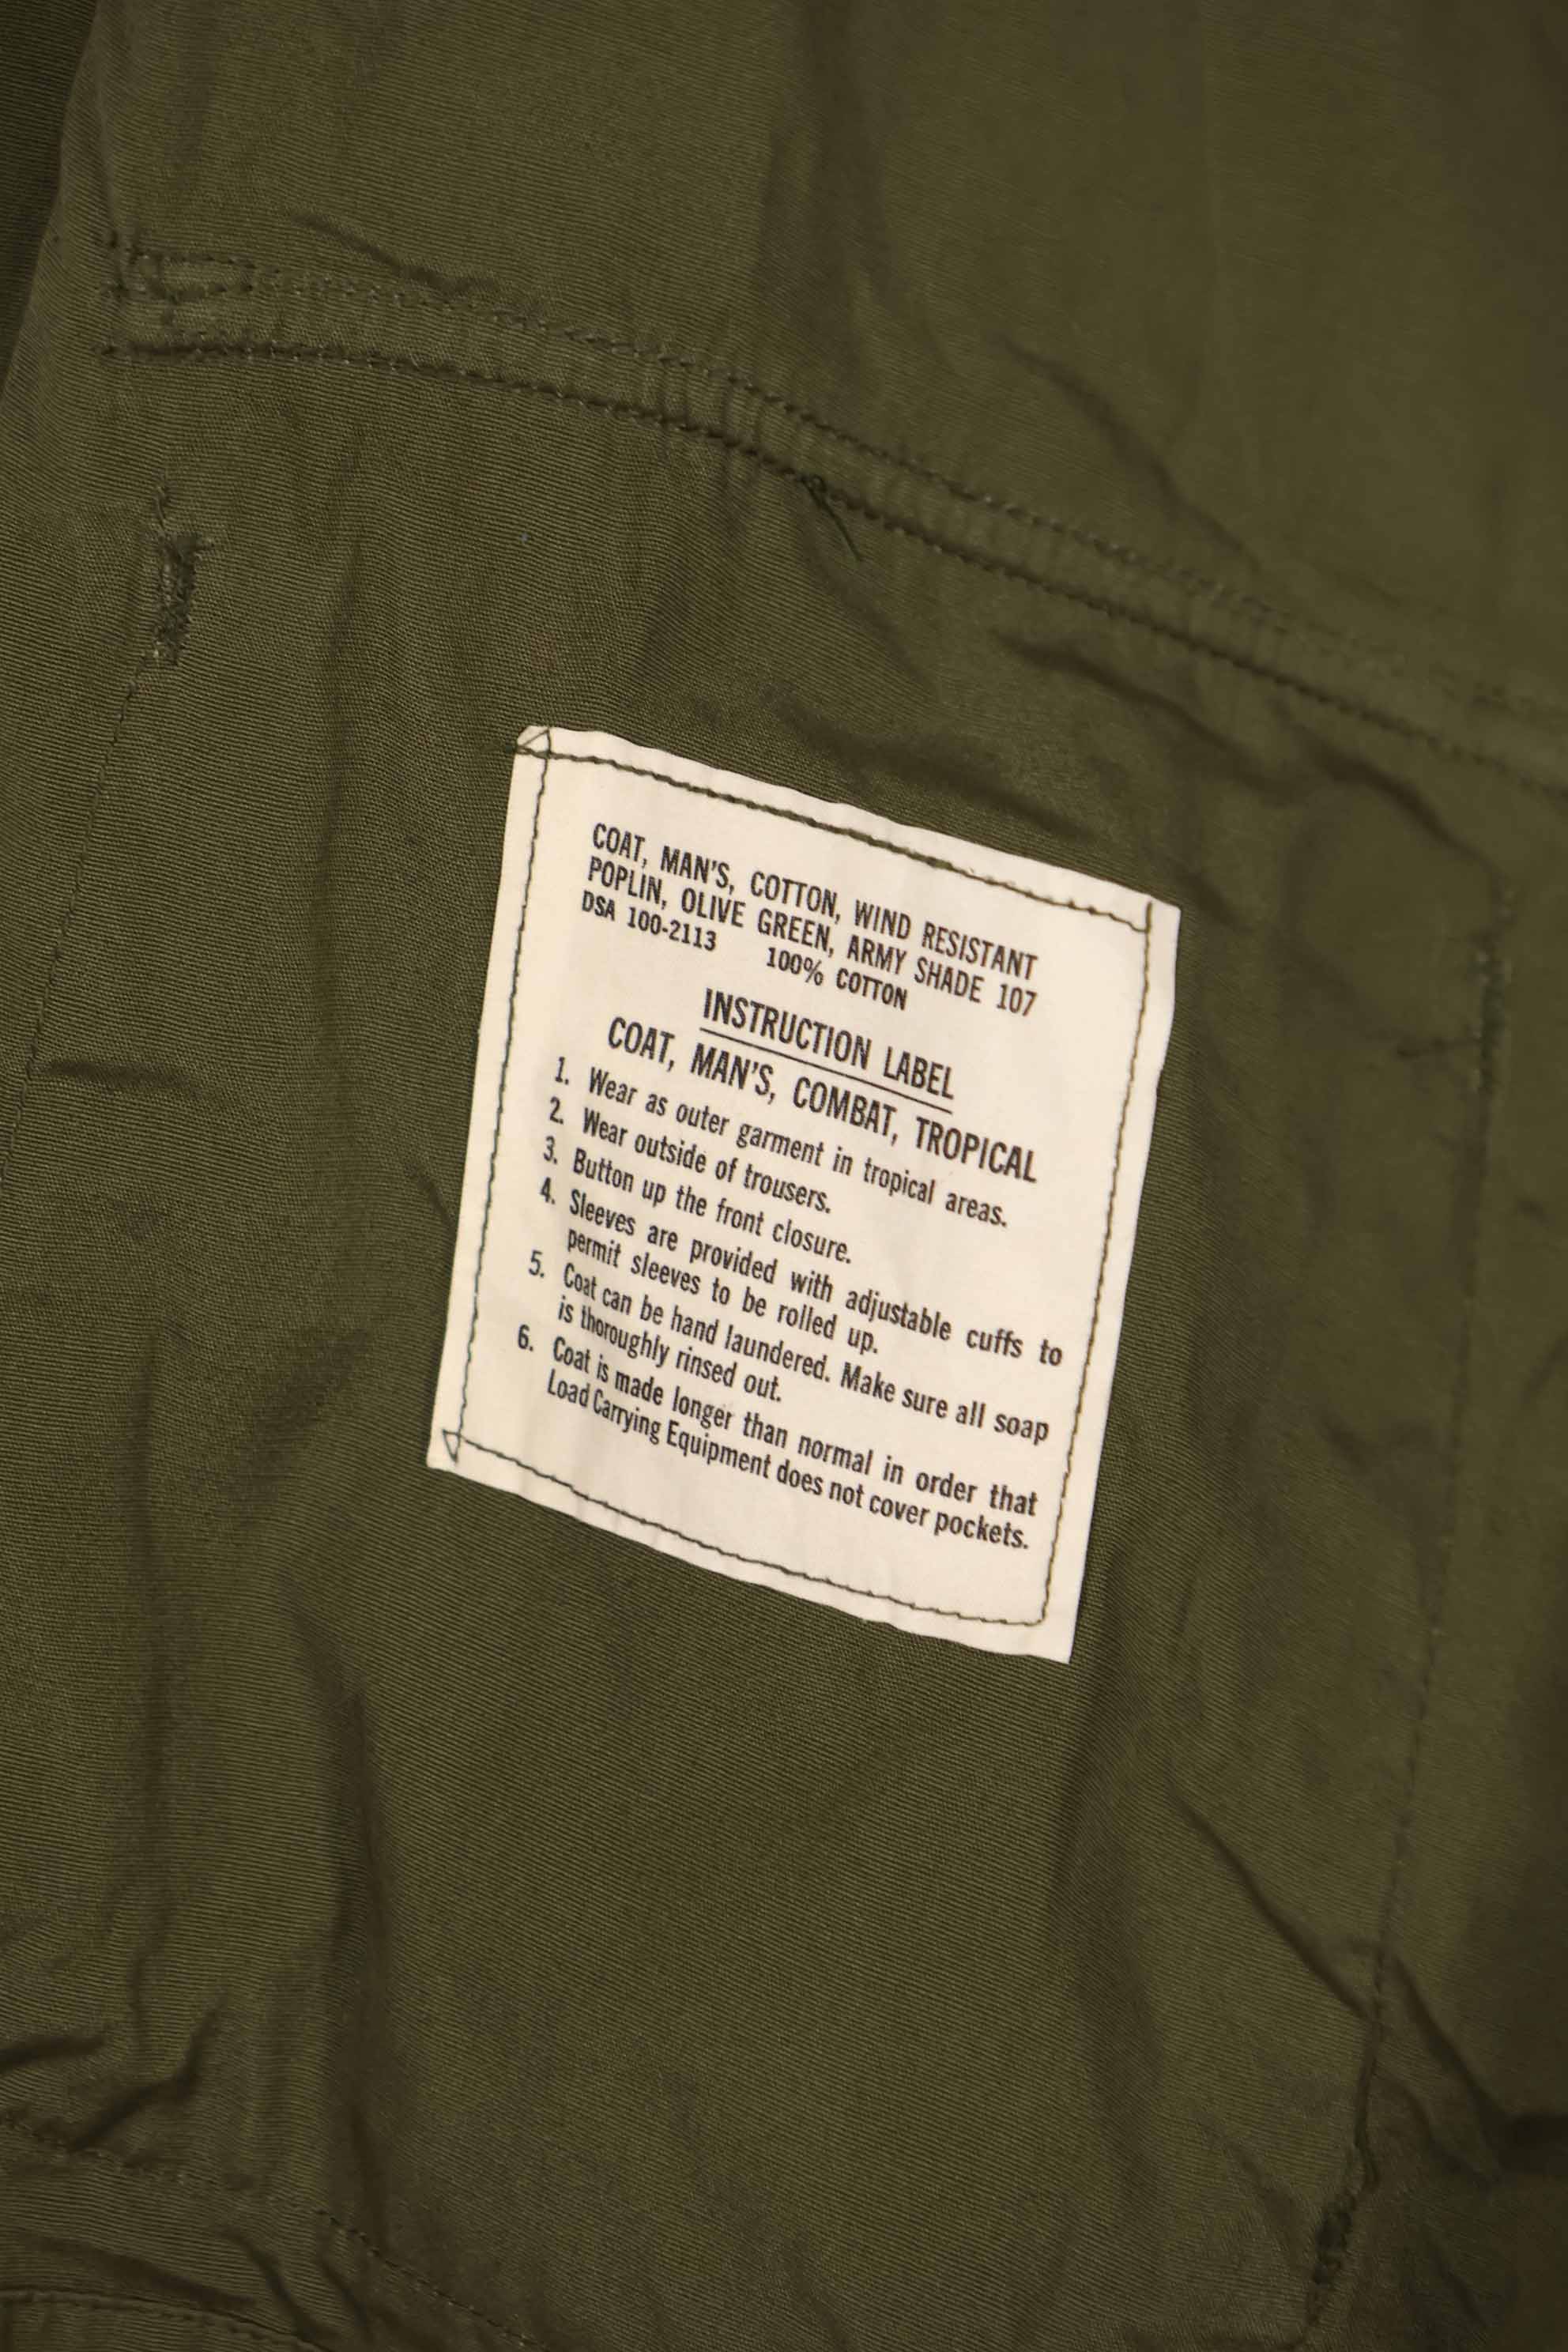 COAT, MAN'S, COTTON, WIND RESISTANT
POPLIN, OLIVE GREEN, ARMY SHADE 107
DSA 100-2113 100% COTTON
INSTRUCTION LABEL
COAT, MAN'S, COMBAT, TROPICAL
1. Wear as outer garment in tropical areas.
2. Wear outside of trousers.
3. Button up the front closure.
4. Sleeves are provided with adjustable cuffs to
permit sleeves to be rolled up.
5. Coat can be hand laundered. Make sure all soap
is thoroughly rinsed out.
6. Coat is made longer than normal in order that
Load Carrying Equipment does not cover pockets.